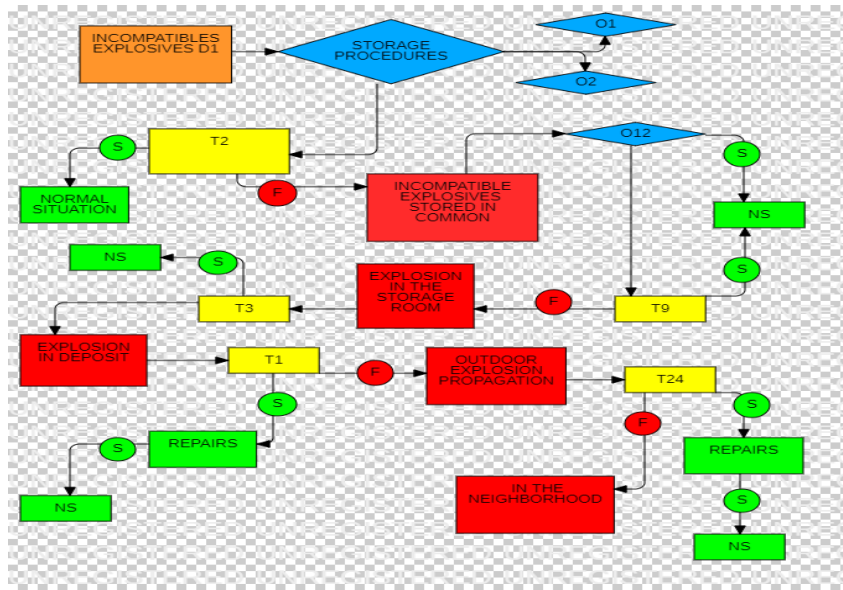 INCOMPATIBLES
EXPLOSIVES D1
STORAGE
PROCEDURES
O1
O2
T2
S
NORMAL
SITUATION
F
INCOMPATIBLE
EXPLOSIVES
STORED IN
COMMON
O12
S
NS
S
NS
S
T3
EXPLOSION
IN THE
STORAGE
ROOM
F
T9
EXPLOSION
IN DEPOSIT
T1
F
OUTDOOR
EXPLOSION
PROPAGATION
T24
S
S
F
REPAIRS
S
REPAIRS
NS
IN THE
NEIGHBORHOOD
S
NS